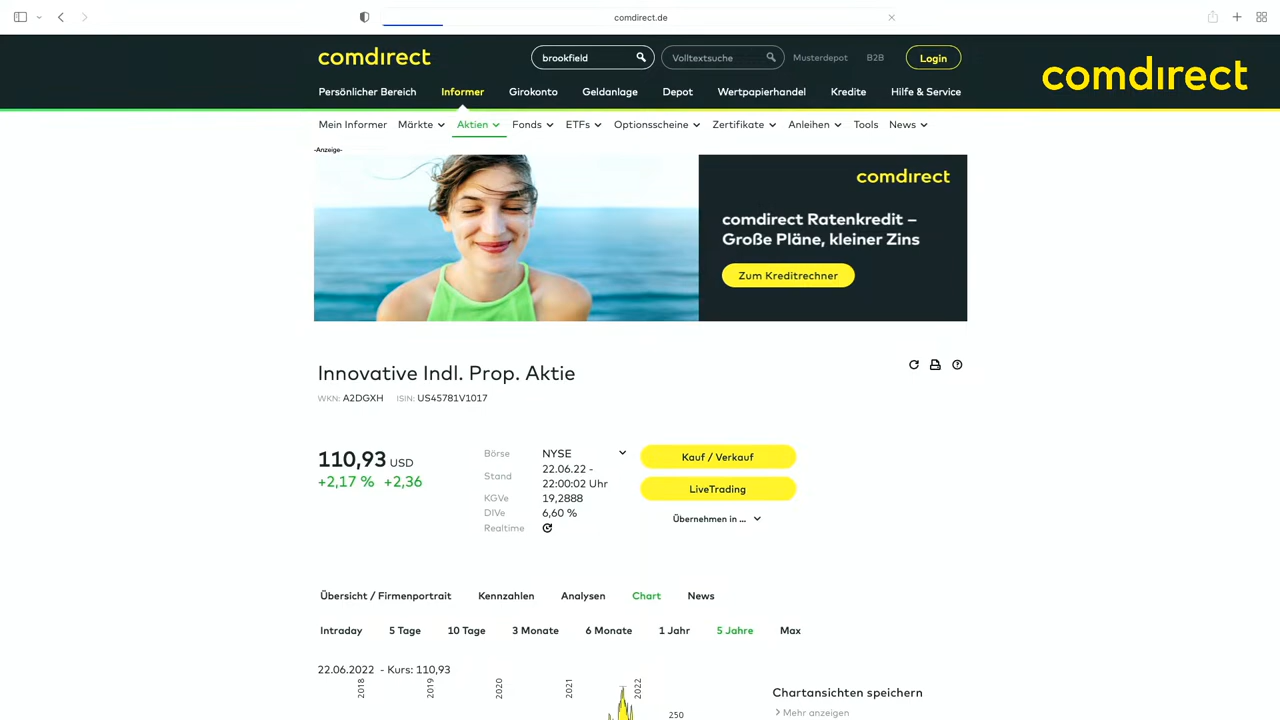 comdirect.de
comdirect
brookfield
Volltextsuche
Musterdepot
B2B
Login
comdirect
Persönlicher Bereich
Informer
Girokonto
Geldanlage
Depot
Wertpapierhandel
Kredite
Hilfe & Service
Mein Informer
Märkte
Aktien
Fonds
ETFs
Optionsscheine
Zertifikate
Anleihen
Tools
News
-Anzeige-
comdirect
comdirect Ratenkredit –
Große Pläne, kleiner Zins
Zum Kreditrechner
Innovative Indl. Prop. Aktie
WKN: A2DGXH ISIN: US45781V1017
110,93 USD
+2,17 % +2,36
Börse NYSE
Stand 22.06.22 -
22:00:02 Uhr
KGVe 19,2888
DIVe 6,60 %
Realtime
Kauf / Verkauf
LiveTrading
Übernehmen in ...
Übersicht / Firmenportrait
Kennzahlen
Analysen
Chart
News
Intraday
5 Tage
10 Tage
3 Monate
6 Monate
1 Jahr
5 Jahre
Max
22.06.2022 - Kurs: 110,93
2018
2019
2020
2021
2022
250
Chartansichten speichern
Mehr anzeigen